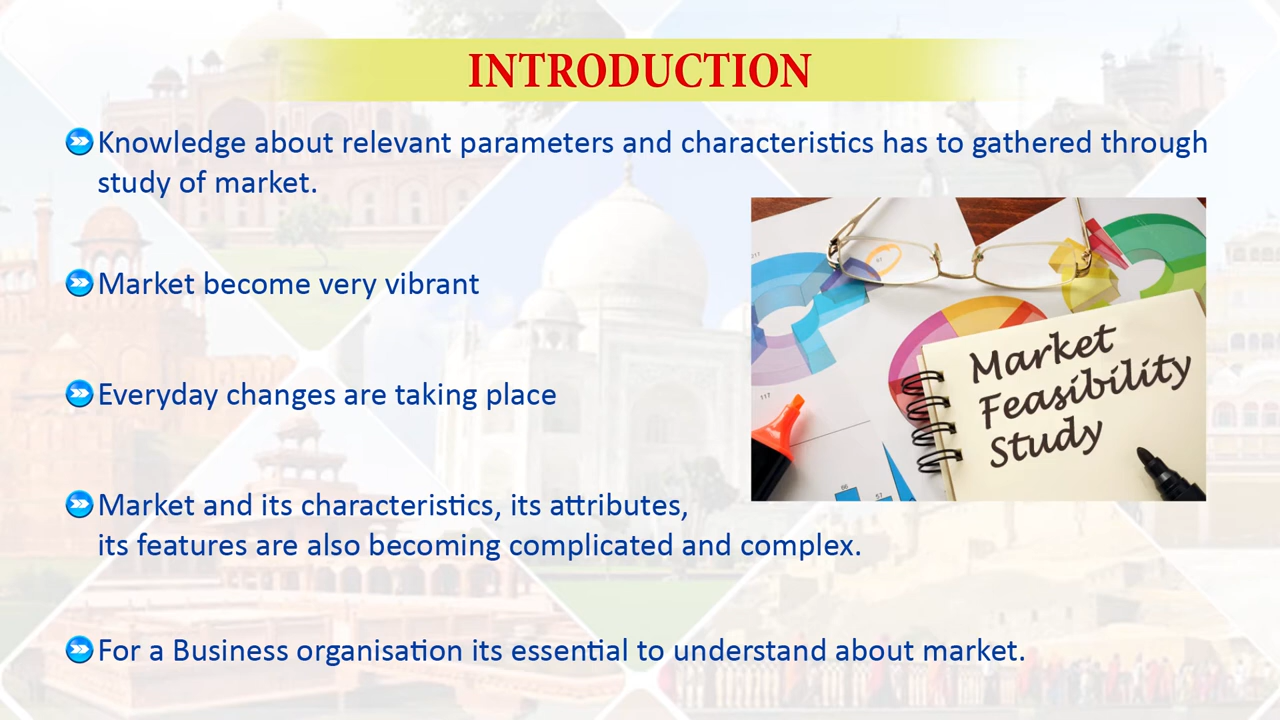 INTRODUCTION
Knowledge about relevant parameters and characteristics has to gathered through
study of market.
Market become very vibrant
Everyday changes are taking place
Market and its characteristics, its attributes,
its features are also becoming complicated and complex.
For a Business organisation its essential to understand about market.
Market
Feasibility
Study
117